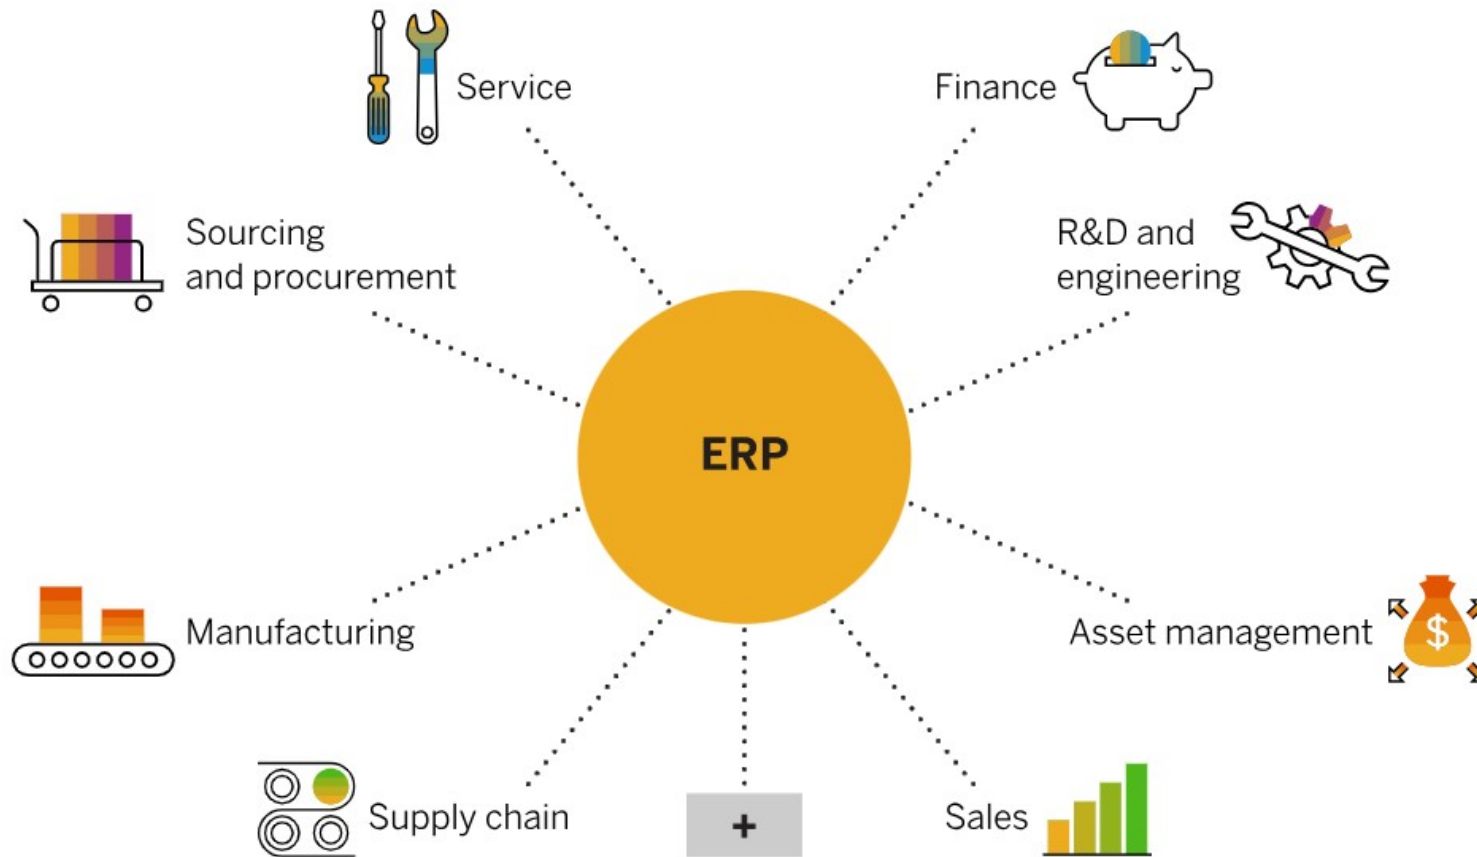 Service
Finance
Sourcing
and procurement
R&D and
engineering
ERP
Manufacturing
Asset management
$
Supply chain
+
Sales